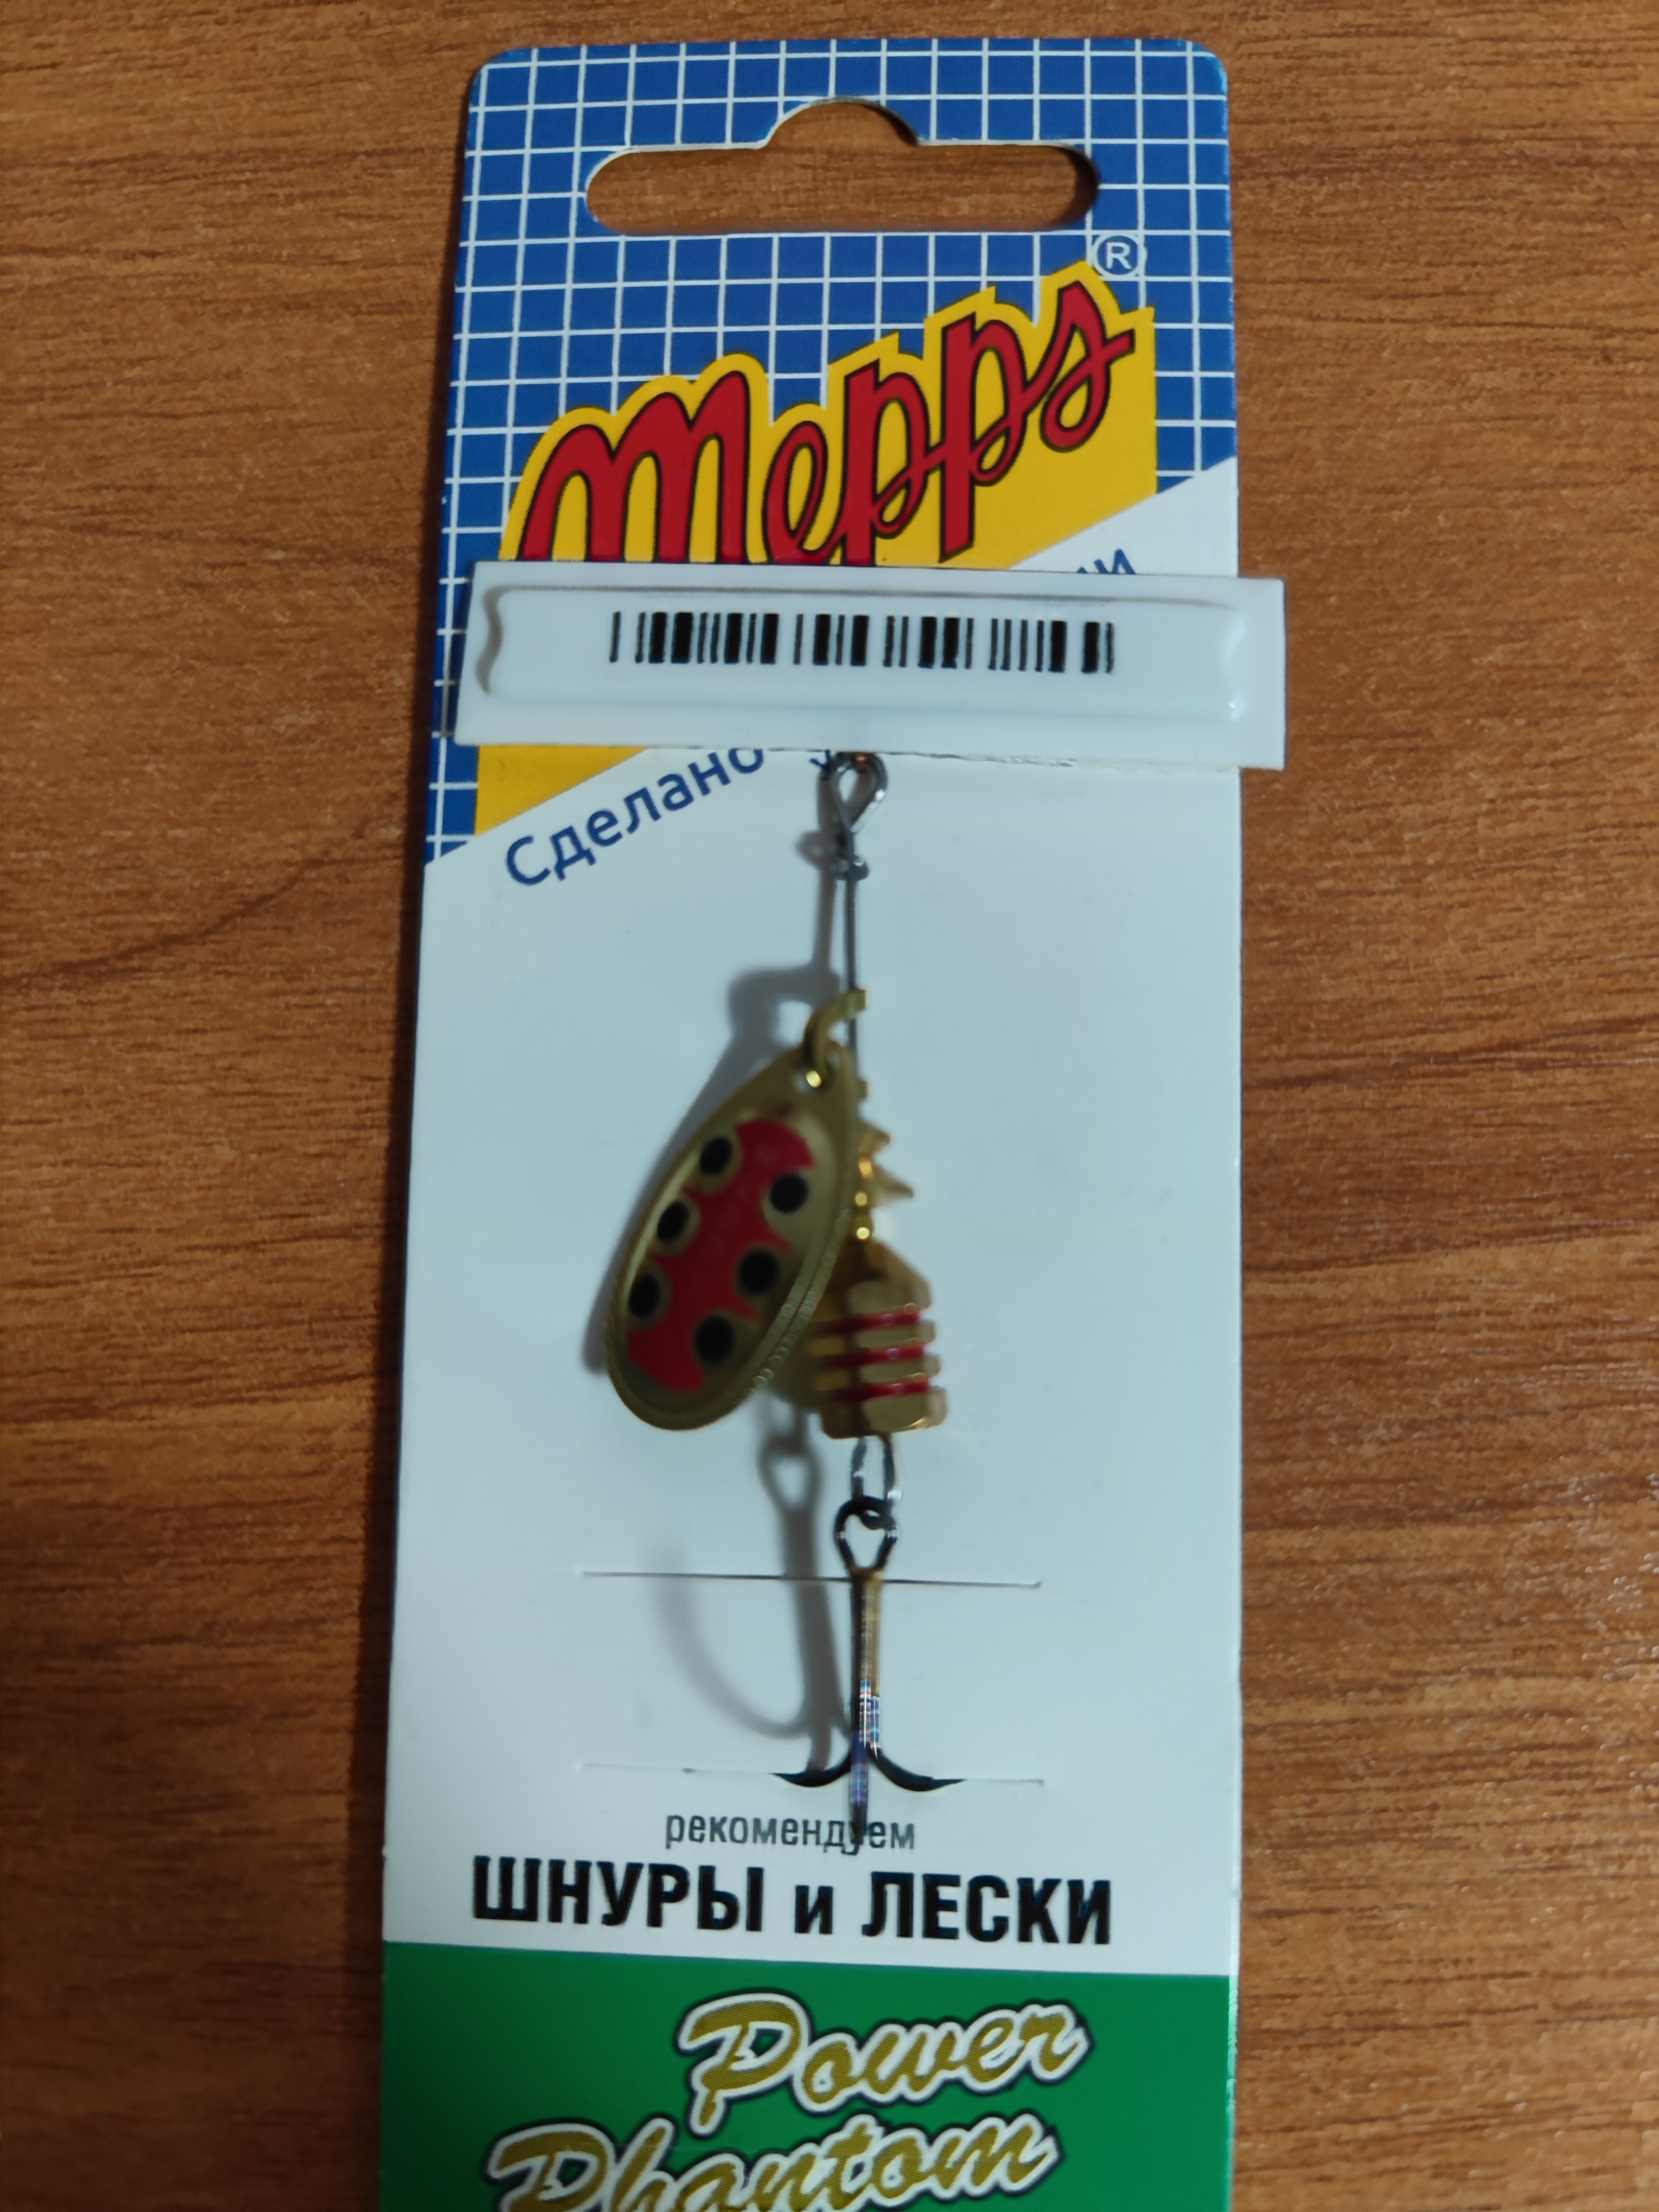 Mepps®
Сделано
рекомендуем
ШНУРЫ и ЛЕСКИ
Power
Phantom